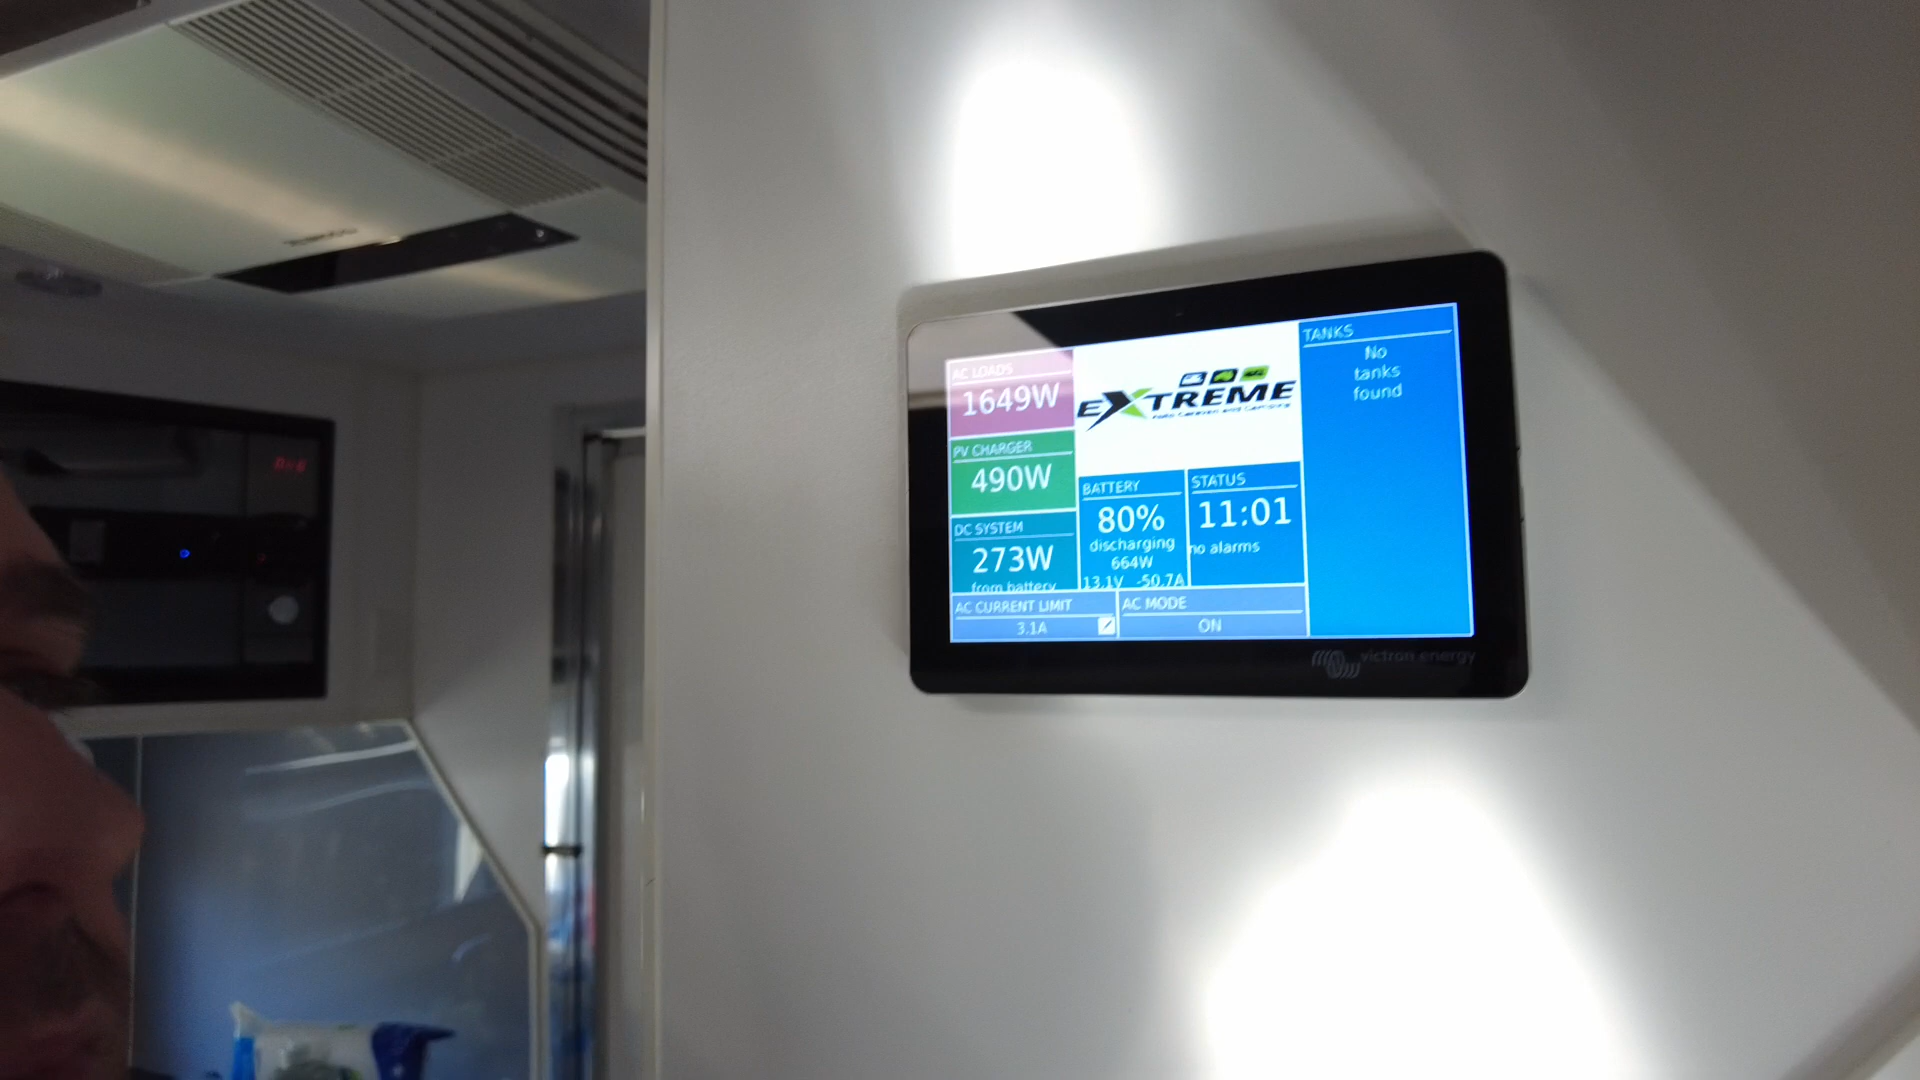 AC LOADS
1649W
PV CHARGER
490W
DC SYSTEM
273W
from battery
EXTREME
BATTERY
80%
discharging
664W
13.1V -50.7A
STATUS
11:01
no alarms
TANKS
No
tanks
found
AC CURRENT LIMIT
3.1A
AC MODE
ON
victron energy